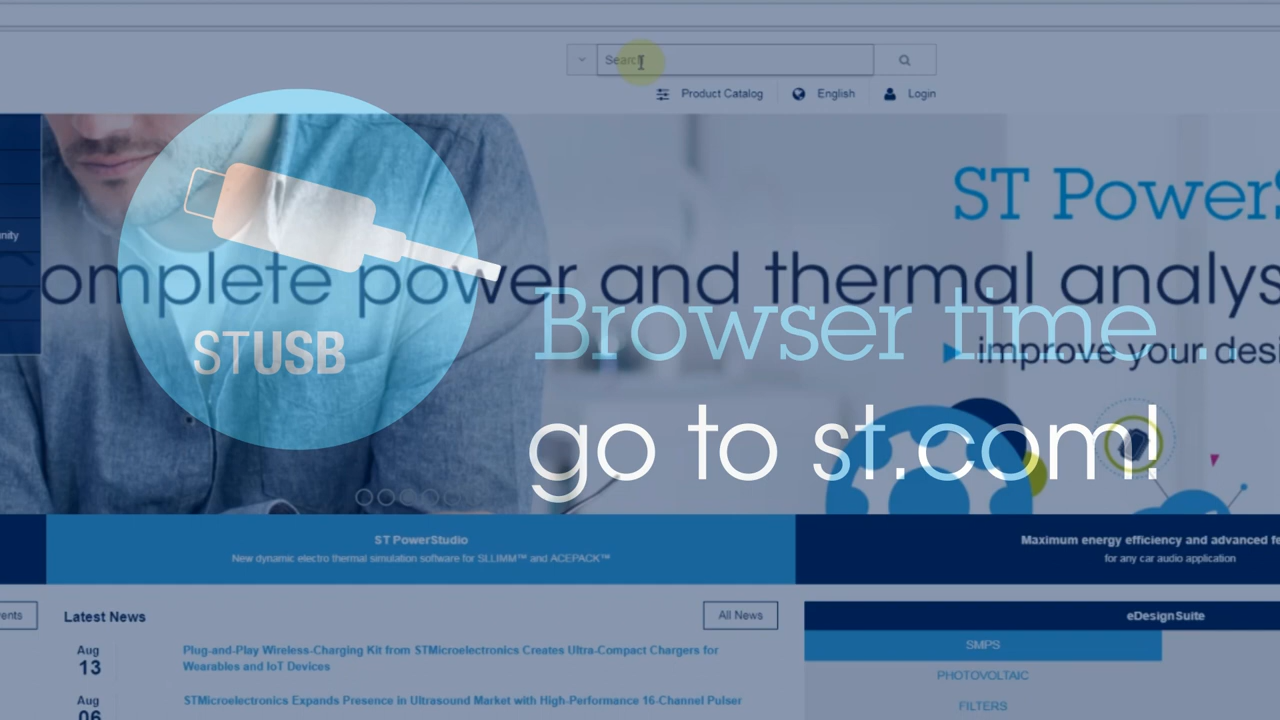 Search
Product Catalog English Login
ST Power
Complete power and thermal analys
nity
Browser time...
improve your desi
STUSB
go to st.com!
ST PowerStudio
New dynamic electro thermal simulation software for SLLIMM™ and ACEPACK™
Maximum energy efficiency and advanced fe
for any car audio application
ents
Latest News
All News
eDesignSuite
Aug
13
Plug-and-Play Wireless-Charging Kit from STMicroelectronics Creates Ultra-Compact Chargers for
Wearables and IoT Devices
SMPS
PHOTOVOLTAIC
Aug
06
STMicroelectronics Expands Presence in Ultrasound Market with High-Performance 16-Channel Pulser
FILTERS